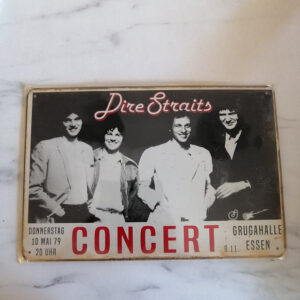 Dire Straits
DONNERSTAG
10 MAI 79
20 UHR
CONCERT
GRUGAHALLE
ESSEN